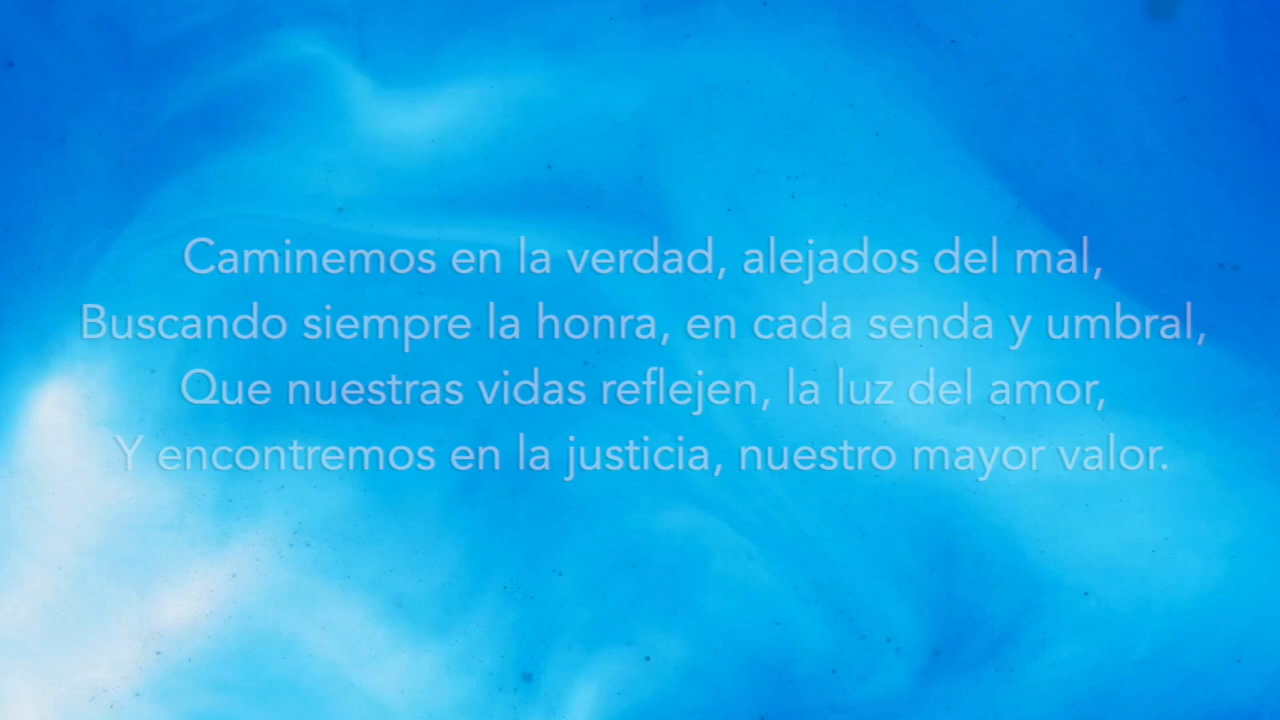 Caminemos en la verdad, alejados del mal,
Buscando siempre la honra, en cada senda y umbral,
Que nuestras vidas reflejen, la luz del amor,
Y encontremos en la justicia, nuestro mayor valor.